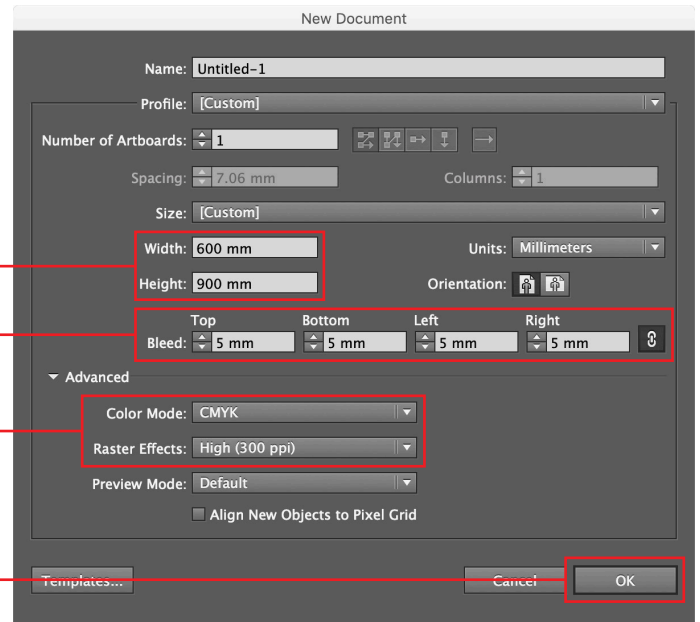 New Document
Name: Untitled-1
Profile: [Custom]
Number of Artboards: 1
Spacing: 7.06 mm Columns: 1
Size: [Custom]
Width: 600 mm Units: Millimeters
Height: 900 mm Orientation:
Top Bottom Left Right
Bleed: 5 mm 5 mm 5 mm 5 mm
Advanced
Color Mode: CMYK
Raster Effects: High (300 ppi)
Preview Mode: Default
Align New Objects to Pixel Grid
Templates... Cancel OK